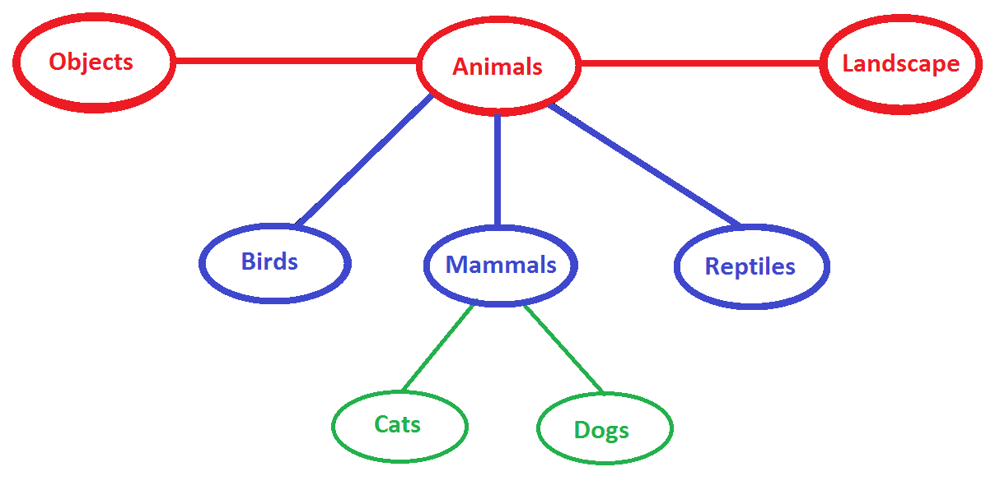 Objects
Animals
Landscape
Birds
Mammals
Reptiles
Cats
Dogs